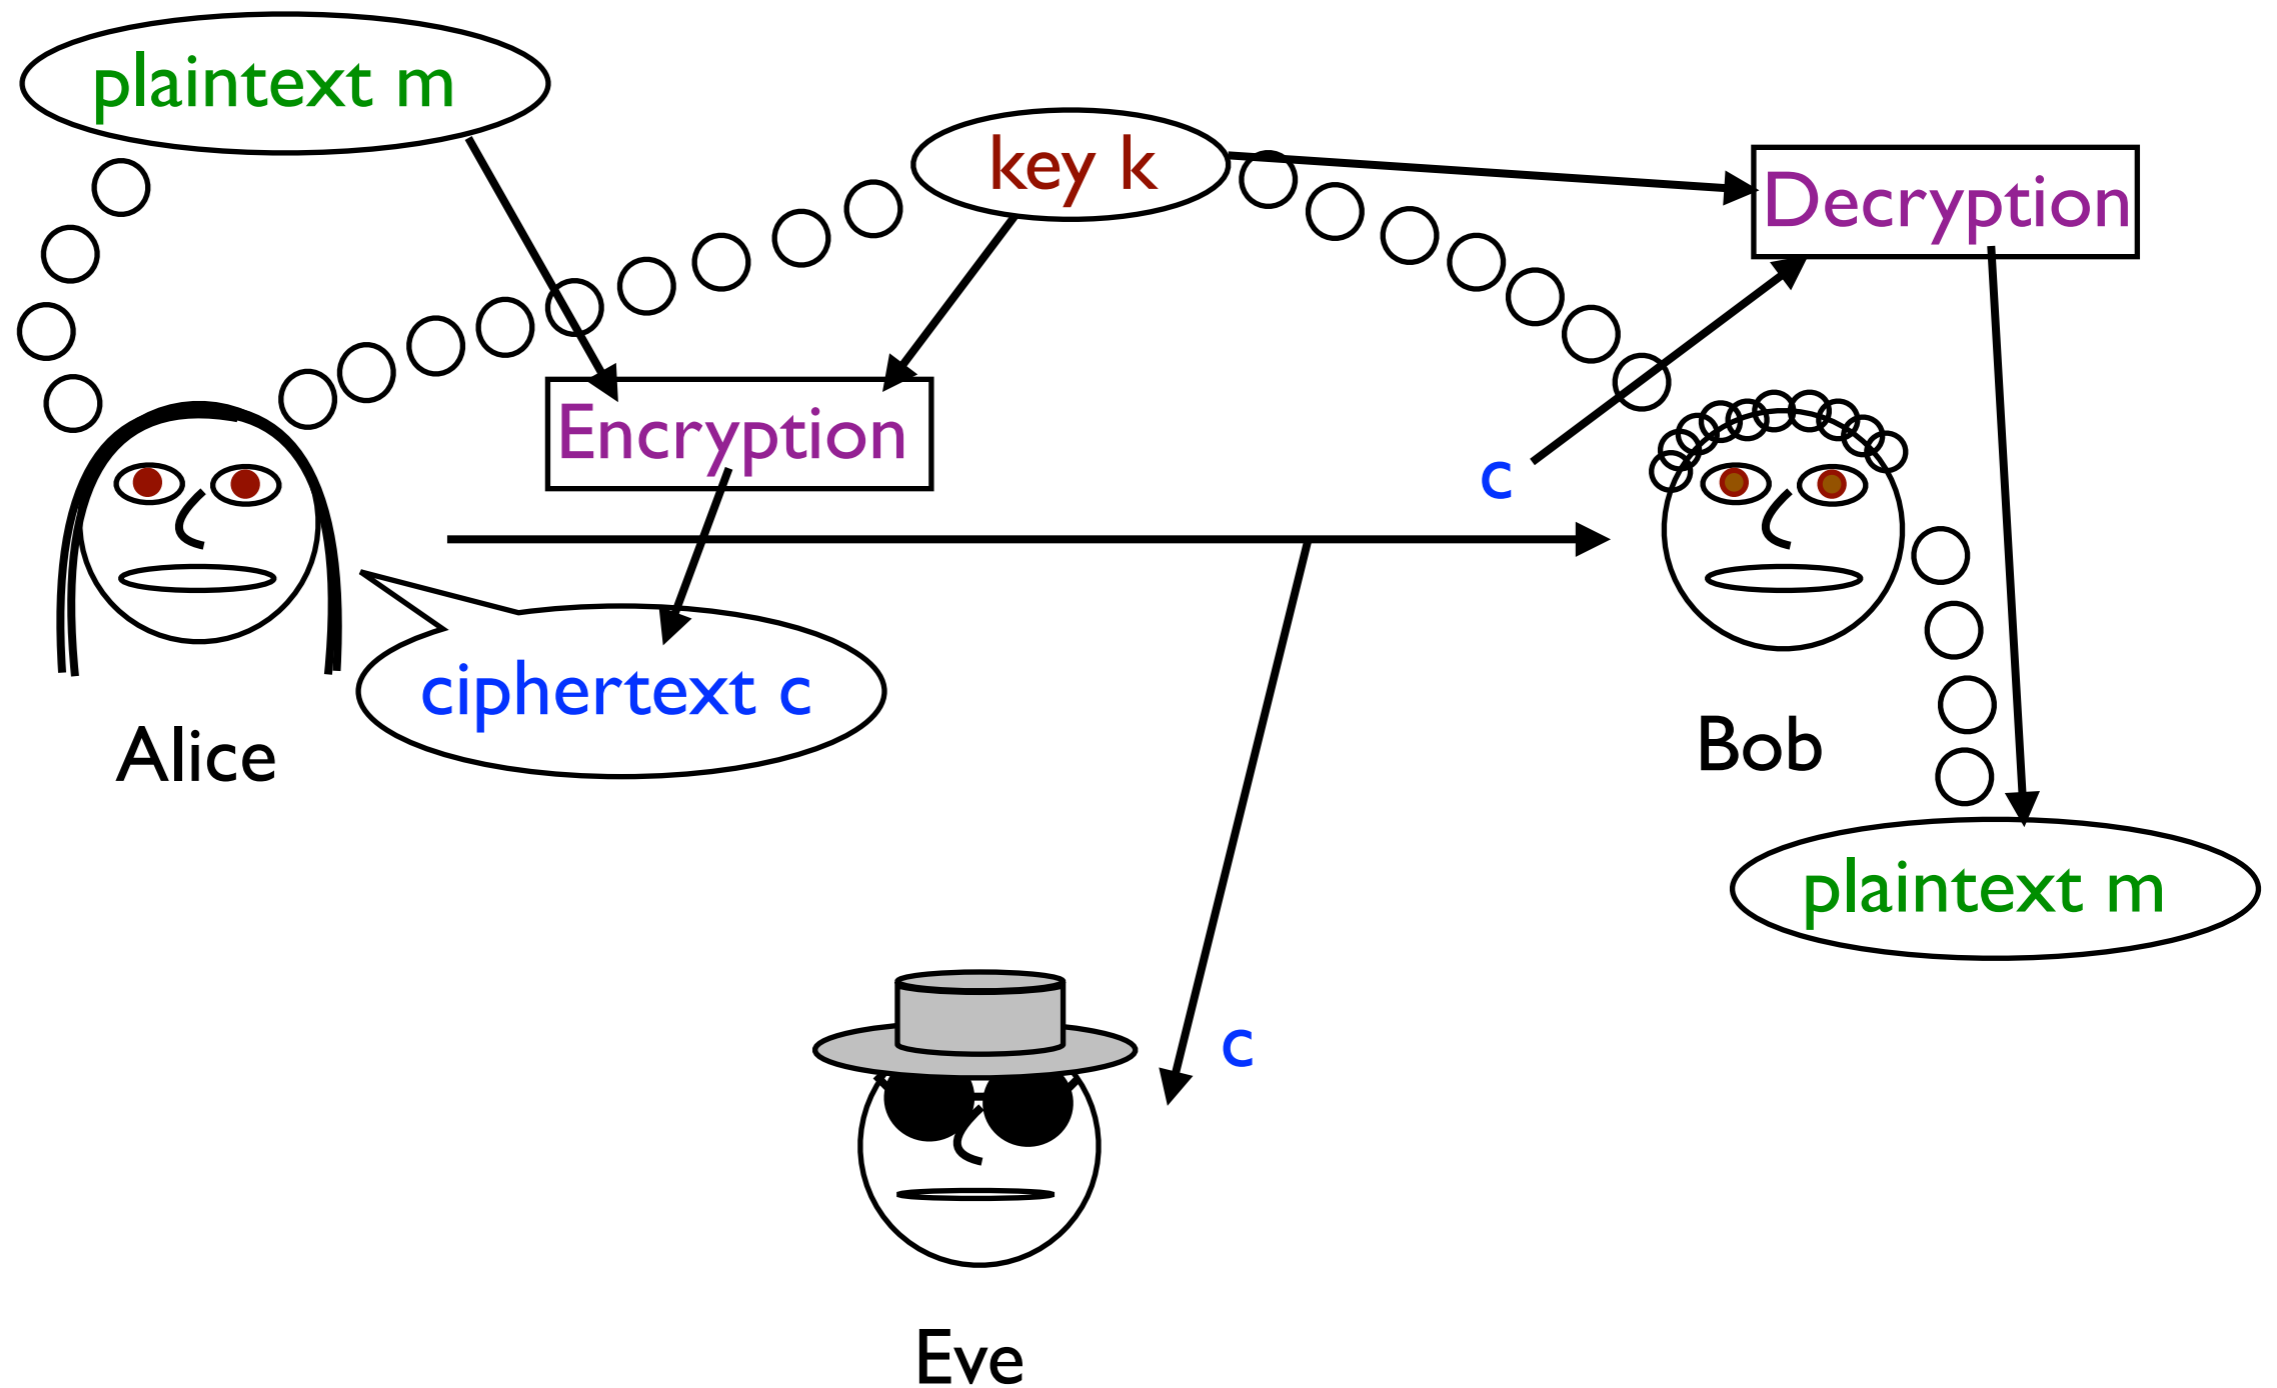 plaintext m
key k
Decryption
Encryption
c
ciphertext c
Alice
Bob
plaintext m
c
Eve